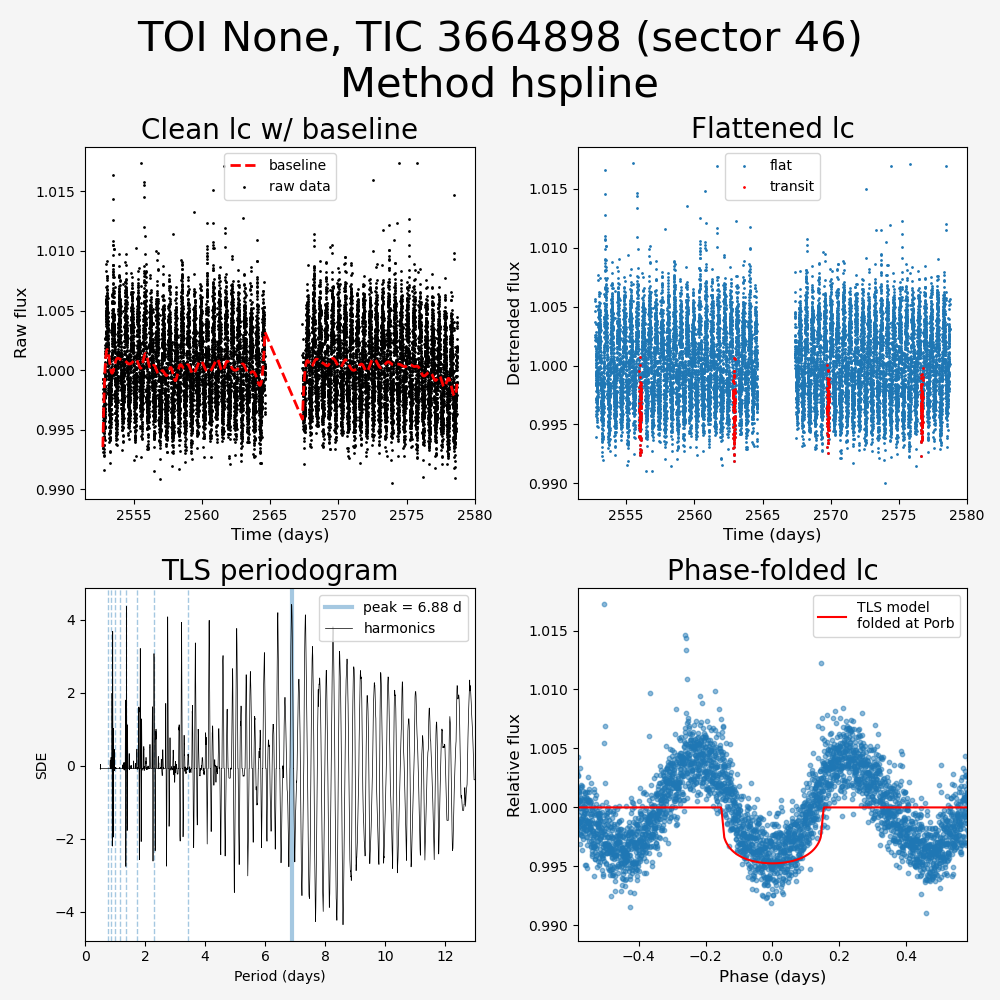 TOI None, TIC 3664898 (sector 46)
Method hspline
Clean lc w/ baseline
Flattened lc
baseline
raw data
flat
transit
Raw flux
1.015
1.010
1.005
1.000
0.995
0.990
2555 2560 2565 2570 2575 2580
Time (days)
Detrended flux
1.015
1.010
1.005
1.000
0.995
0.990
2555 2560 2565 2570 2575 2580
Time (days)
TLS periodogram
Phase-folded lc
peak = 6.88 d
harmonics
SDE
4
2
0
−2
−4
0 2 4 6 8 10 12
Period (days)
TLS model
folded at Porb
Relative flux
1.015
1.010
1.005
1.000
0.995
0.990
−0.4 −0.2 0.0 0.2 0.4
Phase (days)